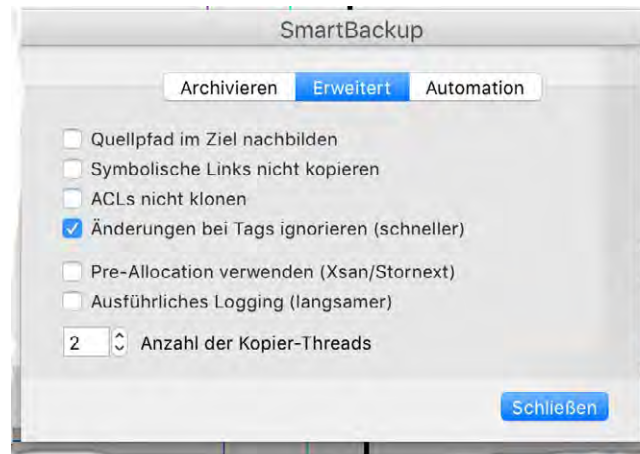 SmartBackup
Archivieren Erweitert Automation
Quellpfad im Ziel nachbilden
Symbolische Links nicht kopieren
ACLs nicht klonen
Änderungen bei Tags ignorieren (schneller)
Pre-Allocation verwenden (Xsan/Stornext)
Ausführliches Logging (langsamer)
2 Anzahl der Kopier-Threads
Schließen